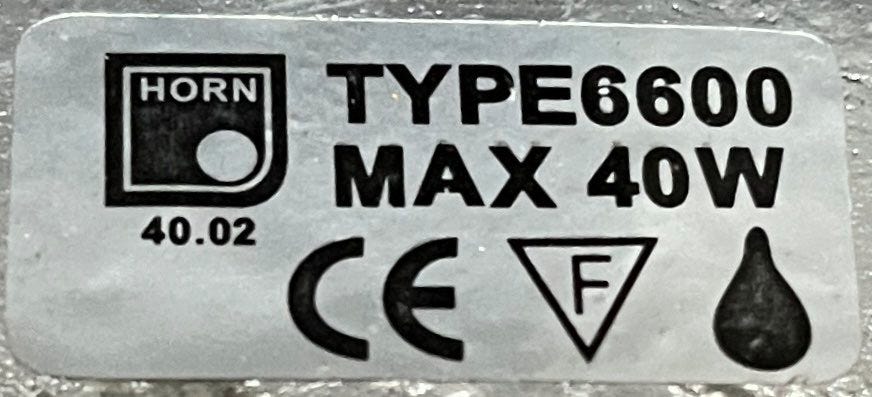 HORN
TYPE6600
MAX 40W
40.02
CE F